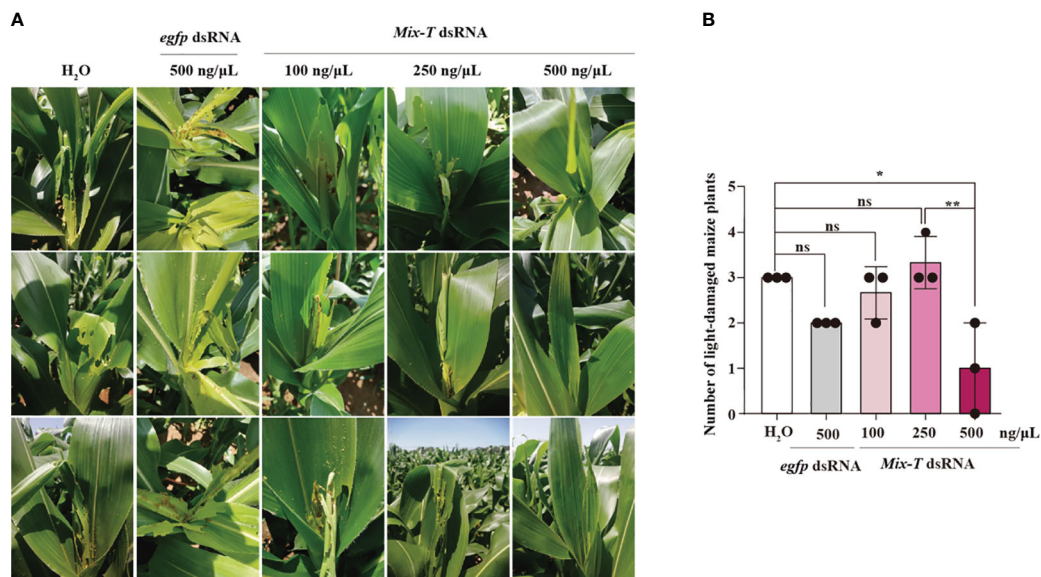 A
egfp dsRNA
Mix-T dsRNA
H₂O
500 ng/μL
100 ng/μL
250 ng/μL
500 ng/μL
B
Number of light-damaged maize plants
5
4
3
2
1
0
*
ns
**
ns
ns
H₂O
500
100
250
500
ng/μL
egfp dsRNA
Mix-T dsRNA